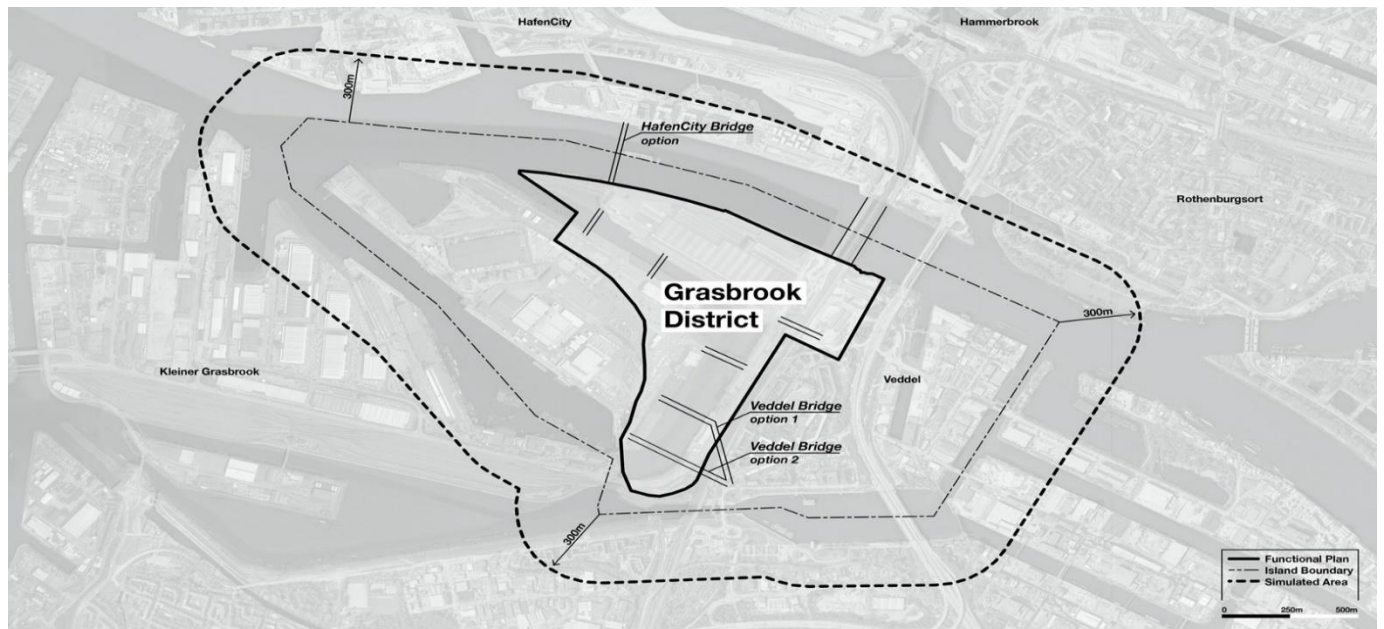 HafenCity
Hammerbrook
300m
HafenCity Bridge
option
Rothenburgsort
Grasbrook
District
300m
Kleiner Grasbrook
Veddel
Veddel Bridge
option 1
Veddel Bridge
option 2
300m
Functional Plan
Island Boundary
Simulated Area
0 250m 500m